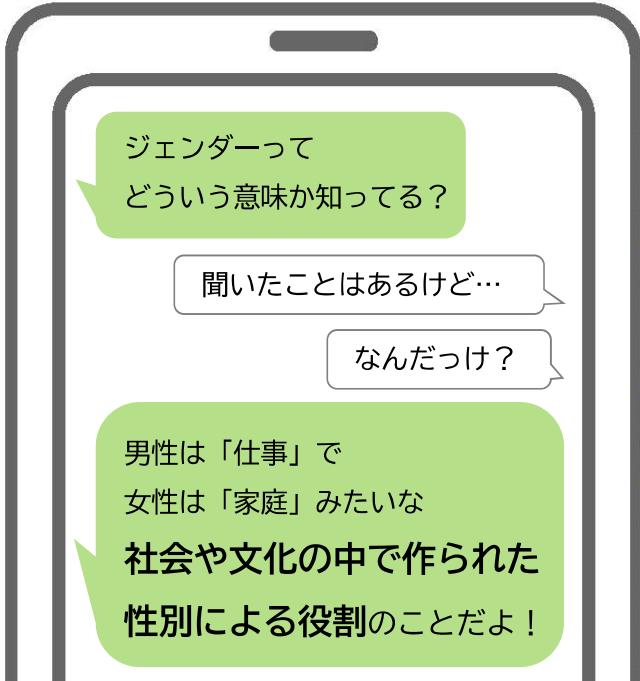 ジェンダーって
どういう意味か知ってる？
聞いたことはあるけど…
なんだっけ？
男性は「仕事」で
女性は「家庭」みたいな
社会や文化の中で作られた
性別による役割のことだよ！